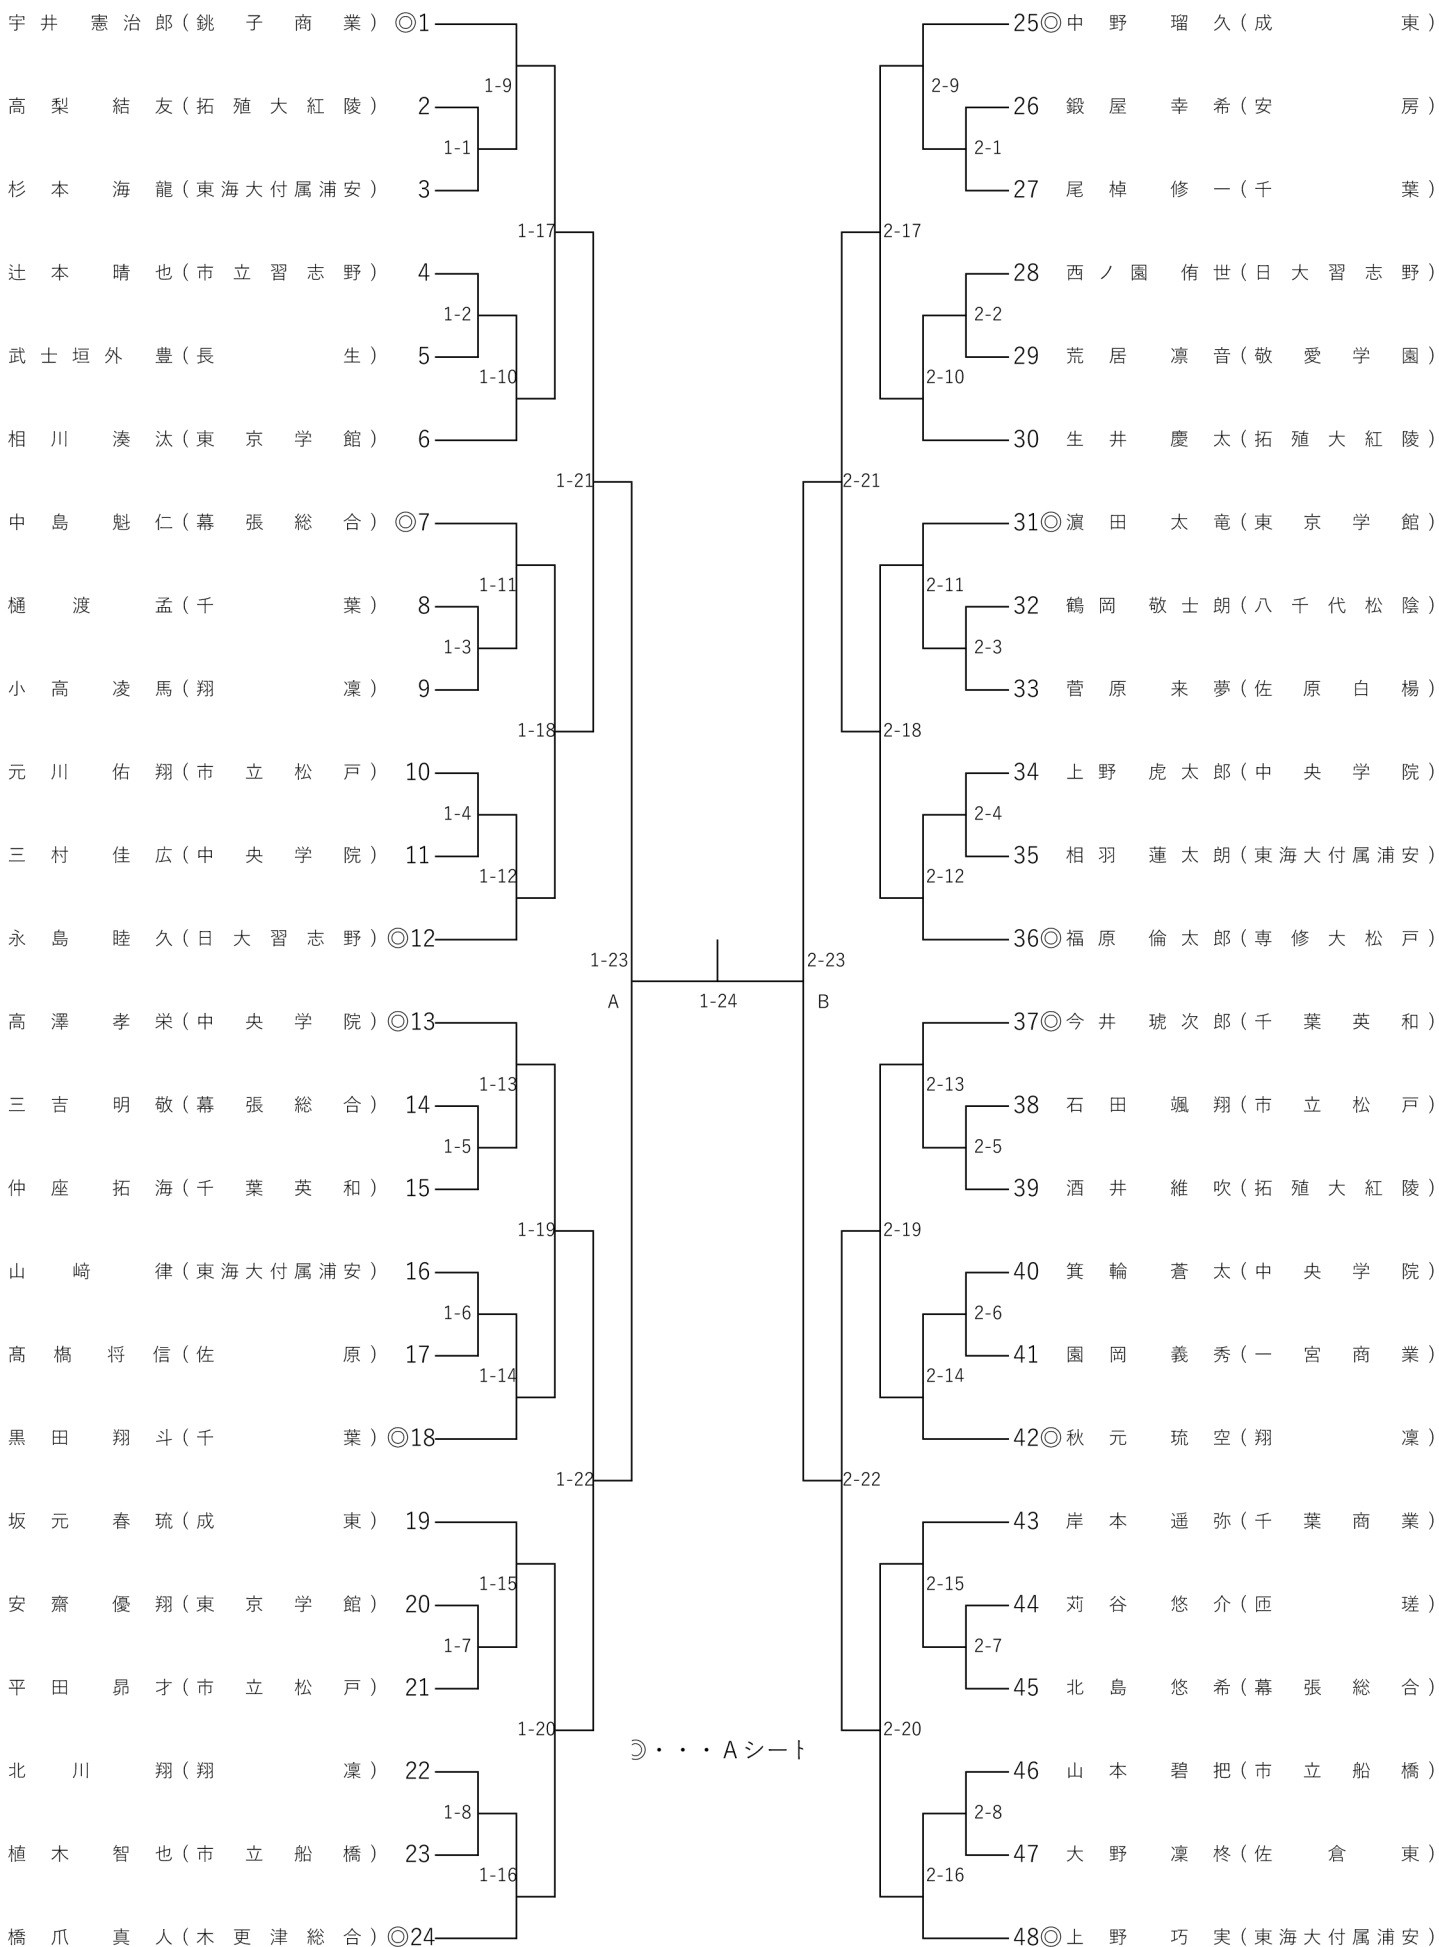 宇井 憲治郎(銚子商業) ◎1
1-9
高梨 結友(拓殖大紅陵) 2
1-1
杉本 海龍(東海大付属浦安) 3
1-17
辻本 晴也(市立習志野) 4
1-2
武士垣外 豊(長生) 5
1-10
相川 湊汰(東京学館) 6
1-21
中島 魁仁(幕張総合) ◎7
1-11
樋渡 孟(千葉) 8
1-3
小高 凌馬(翔凜) 9
1-18
元川 佑翔(市立松戸) 10
1-4
三村 佳広(中央学院) 11
1-12
永島 睦久(日大習志野) ◎12
1-23
A
高澤 孝栄(中央学院) ◎13
1-13
三吉 明敬(幕張総合) 14
1-5
仲座 拓海(千葉英和) 15
1-19
山﨑 律(東海大付属浦安) 16
1-6
髙槗 将信(佐原) 17
1-14
黒田 翔斗(千葉) ◎18
1-22
坂元 春琉(成東) 19
1-15
安齋 優翔(東京学館) 20
1-7
平田 昴才(市立松戸) 21
1-20
北川 翔(翔凜) 22
1-8
植木 智也(市立船橋) 23
1-16
橋爪 真人(木更津総合) ◎24
1-24
25◎ 中野 瑠久(成東)
2-9
26 鍛屋 幸希(安房)
2-1
27 尾棹 修一(千葉)
2-17
28 西ノ園 侑世(日大習志野)
2-2
29 荒居 凛音(敬愛学園)
2-10
30 生井 慶太(拓殖大紅陵)
2-21
31◎ 濵田 太竜(東京学館)
2-11
32 鶴岡 敬士朗(八千代松陰)
2-3
33 菅原 来夢(佐原白楊)
2-18
34 上野 虎太郎(中央学院)
2-4
35 相羽 蓮太朗(東海大付属浦安)
2-12
36◎ 福原 倫太郎(専修大松戸)
2-23
B
37◎ 今井 琥次郎(千葉英和)
2-13
38 石田 颯翔(市立松戸)
2-5
39 酒井 維吹(拓殖大紅陵)
2-19
40 箕輪 蒼太(中央学院)
2-6
41 園岡 義秀(一宮商業)
2-14
42◎ 秋元 琉空(翔凜)
2-22
43 岸本 遥弥(千葉商業)
2-15
44 苅谷 悠介(匝瑳)
2-7
45 北島 悠希(幕張総合)
2-20
46 山本 碧把(市立船橋)
2-8
47 大野 凜柊(佐倉東)
2-16
48◎ 上野 巧実(東海大付属浦安)
◎・・・Aシート